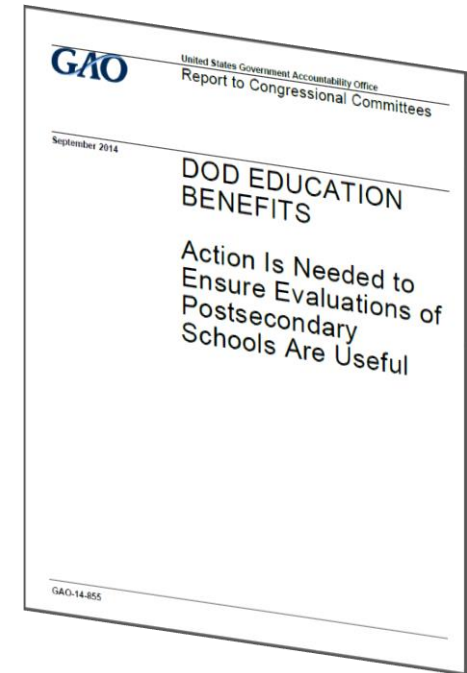 GAO
United States Government Accountability Office
Report to Congressional Committees
September 2014
DOD EDUCATION
BENEFITS
Action Is Needed to
Ensure Evaluations of
Postsecondary
Schools Are Useful
GAO-14-855